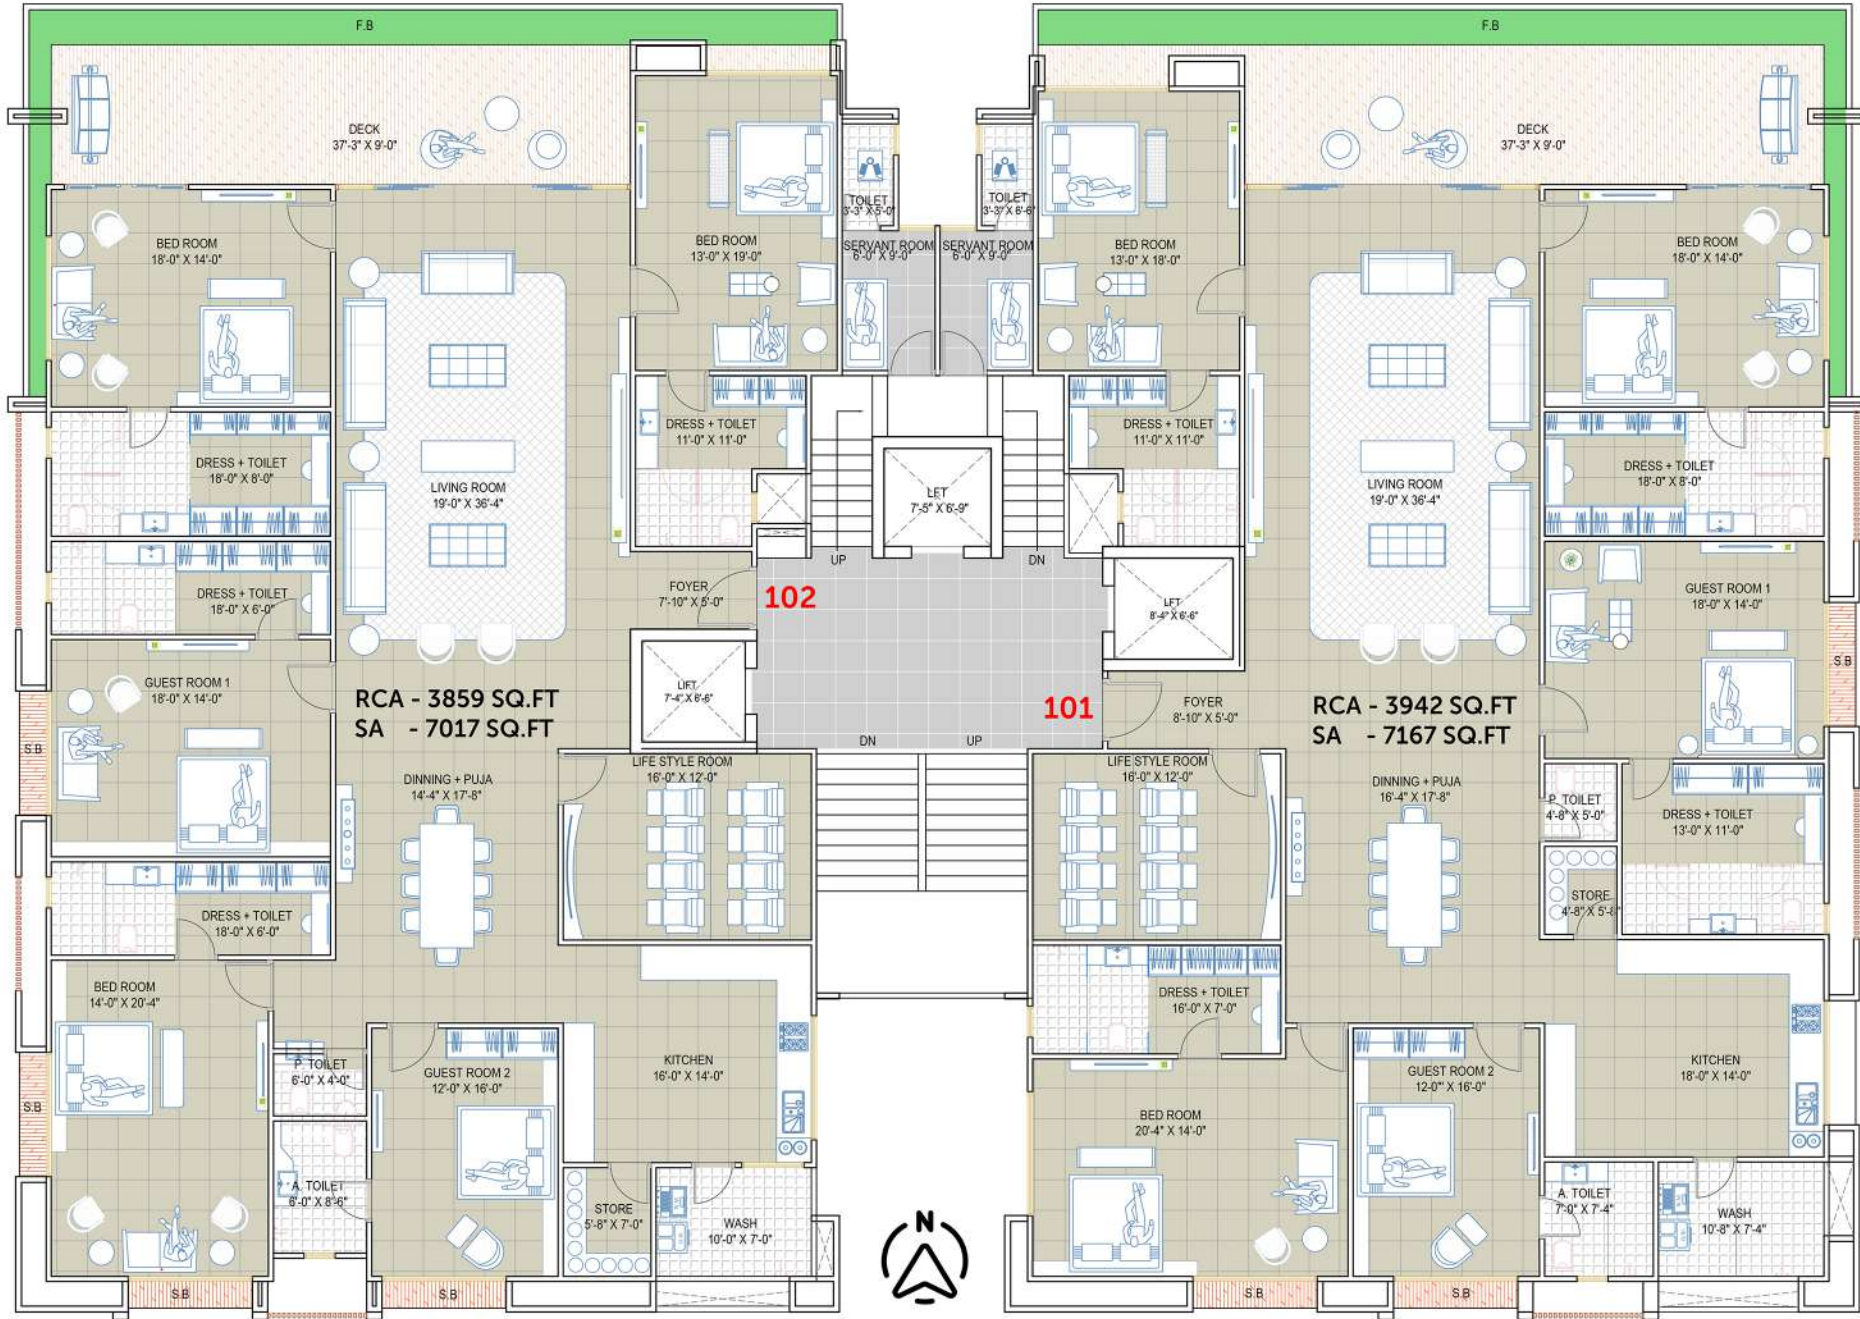 F.B
F.B
DECK
37'-3" X 9'-0"
DECK
37'-3" X 9'-0"
BED ROOM
18'-0" X 14'-0"
BED ROOM
13'-0" X 19'-0"
TOILET
3'-3" X 5'-0"
TOILET
3'-3" X 6'-6"
SERVANT ROOM
6'-0" X 9'-0"
SERVANT ROOM
6'-0" X 9'-0"
BED ROOM
13'-0" X 18'-0"
BED ROOM
18'-0" X 14'-0"
DRESS + TOILET
18'-0" X 8'-0"
LIVING ROOM
19'-0" X 36'-4"
DRESS + TOILET
11'-0" X 11'-0"
LIFT
7'-5" X 6'-9"
DRESS + TOILET
11'-0" X 11'-0"
LIVING ROOM
19'-0" X 36'-4"
DRESS + TOILET
18'-0" X 8'-0"
UP
DN
DRESS + TOILET
18'-0" X 6'-0"
FOYER
7'-10" X 5'-0"
102
LIFT
8'-4" X 6'-6"
GUEST ROOM 1
18'-0" X 14'-0"
S.B
GUEST ROOM 1
18'-0" X 14'-0"
S.B
RCA - 3859 SQ.FT
SA - 7017 SQ.FT
LIFT
7'-4" X 6'-6"
101
FOYER
8'-10" X 5'-0"
RCA - 3942 SQ.FT
SA - 7167 SQ.FT
DN
UP
DINNING + PUJA
14'-4" X 17'-8"
LIFE STYLE ROOM
16'-0" X 12'-0"
LIFE STYLE ROOM
16'-0" X 12'-0"
DINNING + PUJA
16'-4" X 17'-8"
P. TOILET
4'-8" X 5'-0"
DRESS + TOILET
13'-0" X 11'-0"
STORE
4'-8" X 5'-8"
DRESS + TOILET
18'-0" X 6'-0"
BED ROOM
14'-0" X 20'-4"
S.B
P. TOILET
6'-0" X 4'-0"
GUEST ROOM 2
12'-0" X 16'-0"
KITCHEN
16'-0" X 14'-0"
DRESS + TOILET
16'-0" X 7'-0"
BED ROOM
20'-4" X 14'-0"
GUEST ROOM 2
12-0'" X 16'-0"
KITCHEN
18'-0" X 14'-0"
A. TOILET
6'-0" X 8'-6"
STORE
5'-8" X 7'-0"
WASH
10'-0" X 7'-0"
N
A. TOILET
7'-0" X 7'-4"
WASH
10'-8" X 7'-4"
S.B
S.B
S.B
S.B